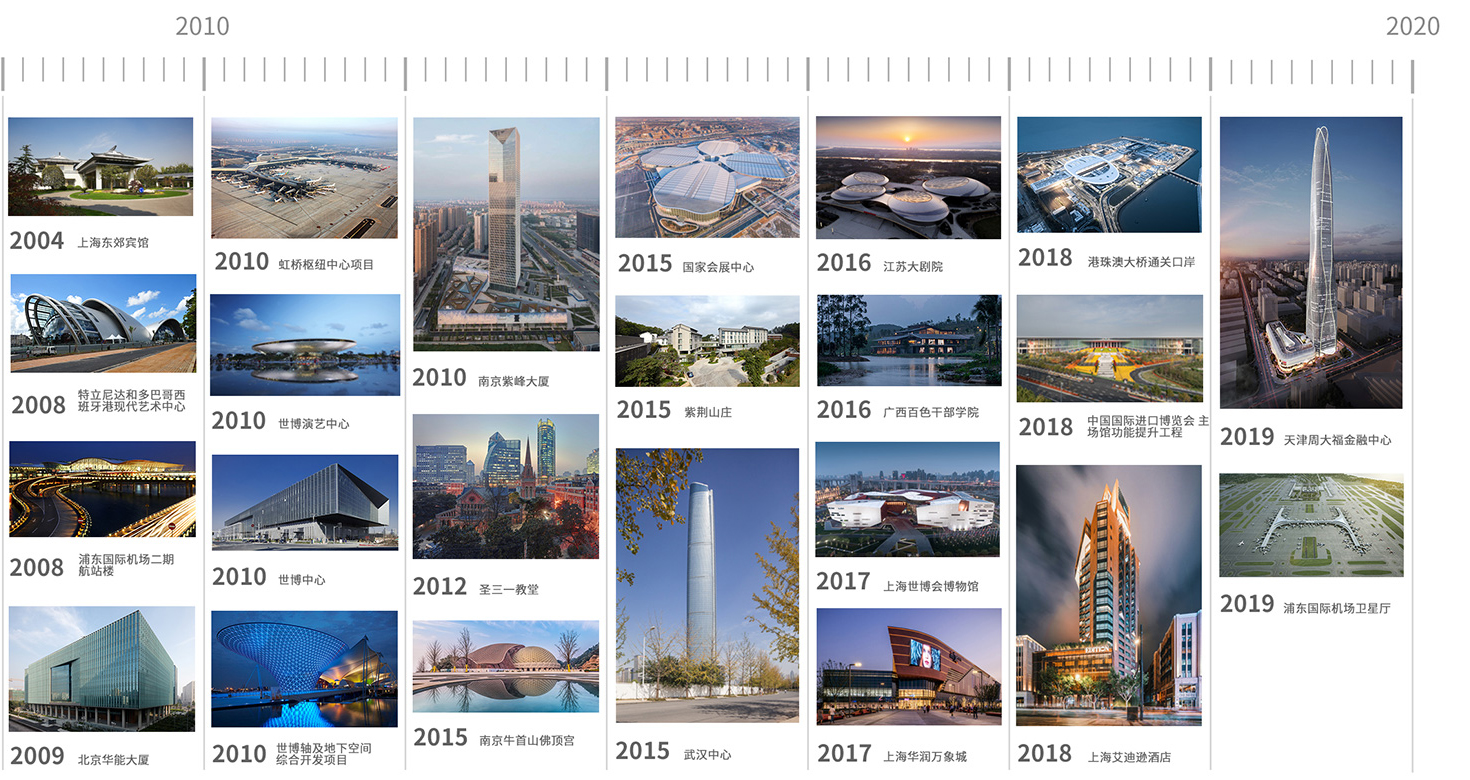 2010
2020
2004 上海东郊宾馆
2008 特立尼达和多巴哥西
班牙港现代艺术中心
2008 浦东国际机场二期
航站楼
2009 北京华能大厦
2010 虹桥枢纽中心项目
2010 世博演艺中心
2010 世博中心
2010 世博轴及地下空间
综合开发项目
2010 南京紫峰大厦
2012 圣三一教堂
2015 南京牛首山佛顶宫
2015 国家会展中心
2015 紫荆山庄
2015 武汉中心
2016 江苏大剧院
2016 广西百色干部学院
2017 上海世博会博物馆
2017 上海华润万象城
2018 港珠澳大桥通关口岸
2018 中国国际进口博览会 主
场馆功能提升工程
EDITION
2018 上海艾迪逊酒店
2019 天津周大福金融中心
2019 浦东国际机场卫星厅